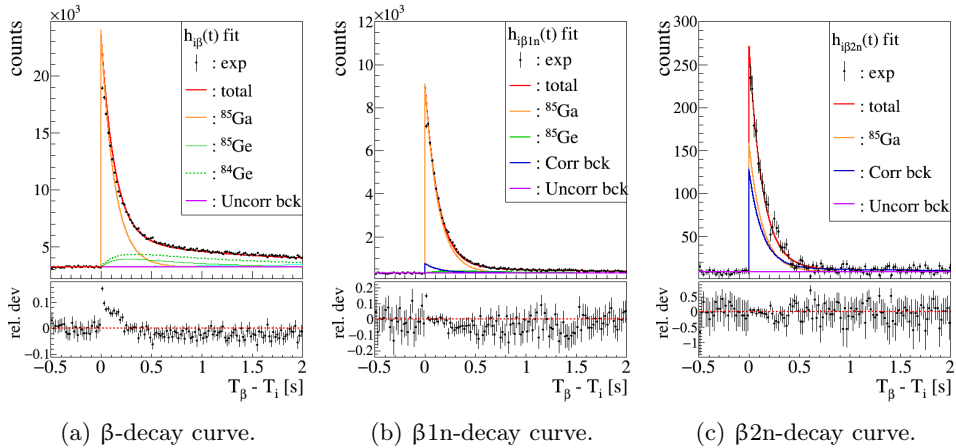 ×10³
counts
20
15
10
5
h_iβ(t) fit
: exp
: total
: ⁸⁵Ga
: ⁸⁵Ge
: ⁸⁴Ge
: Uncorr bck
rel. dev
0.1
0
−0.1
−0.5 0 0.5 1 1.5 2
T_β - T_i [s]
(a) β-decay curve.
×10³
counts
12
10
8
6
4
2
h_iβ1n(t) fit
: exp
: total
: ⁸⁵Ga
: ⁸⁵Ge
: Corr bck
: Uncorr bck
rel. dev
0.2
0.1
0
−0.1
−0.2
−0.5 0 0.5 1 1.5 2
T_β - T_i [s]
(b) β1n-decay curve.
counts
300
250
200
150
100
50
0
h_iβ2n(t) fit
: exp
: total
: ⁸⁵Ga
: Corr bck
: Uncorr bck
rel. dev
0.5
0
−0.5
−1
−0.5 0 0.5 1 1.5 2
T_β - T_i [s]
(c) β2n-decay curve.